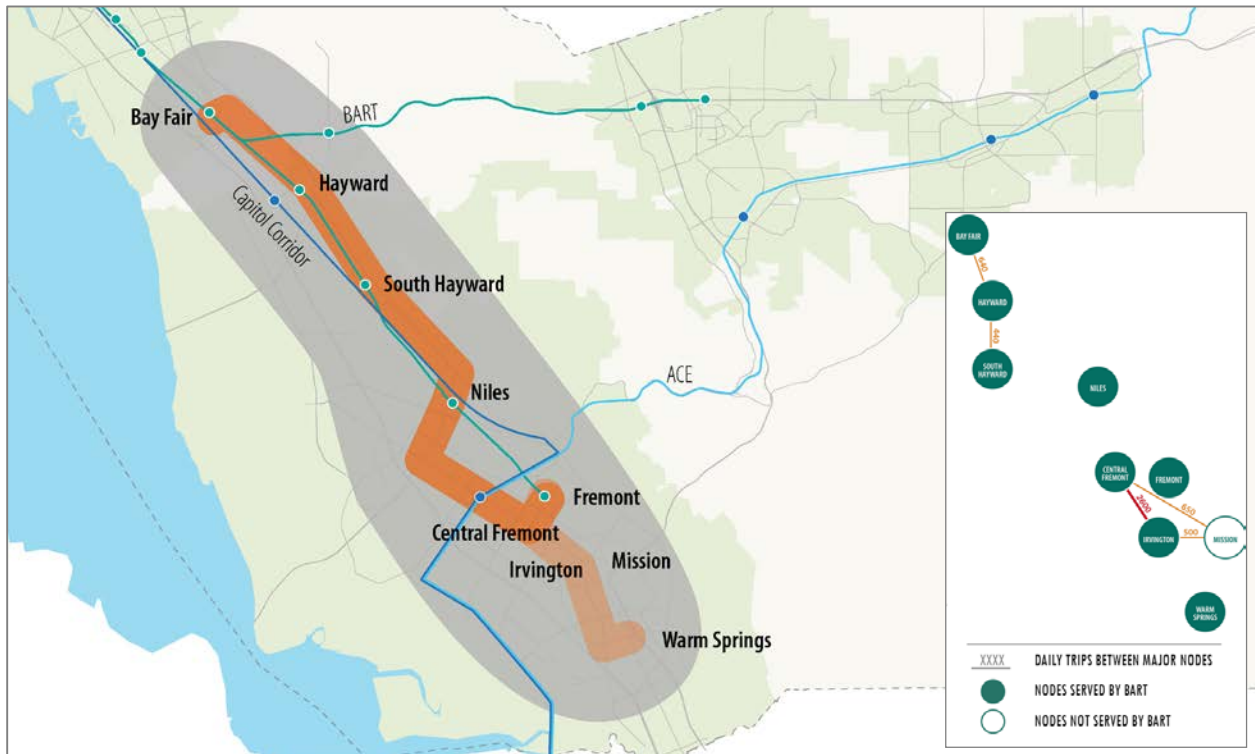 BART
Bay Fair
Hayward
Capitol Corridor
South Hayward
ACE
Niles
Fremont
Central Fremont
Mission
Irvington
Warm Springs
BAY FAIR
640
HAYWARD
440
SOUTH
HAYWARD
NILES
CENTRAL
FREMONT
FREMONT
2600
850
IRVINGTON
500
MISSION
WARM
SPRINGS
XXXX DAILY TRIPS BETWEEN MAJOR NODES
NODES SERVED BY BART
NODES NOT SERVED BY BART